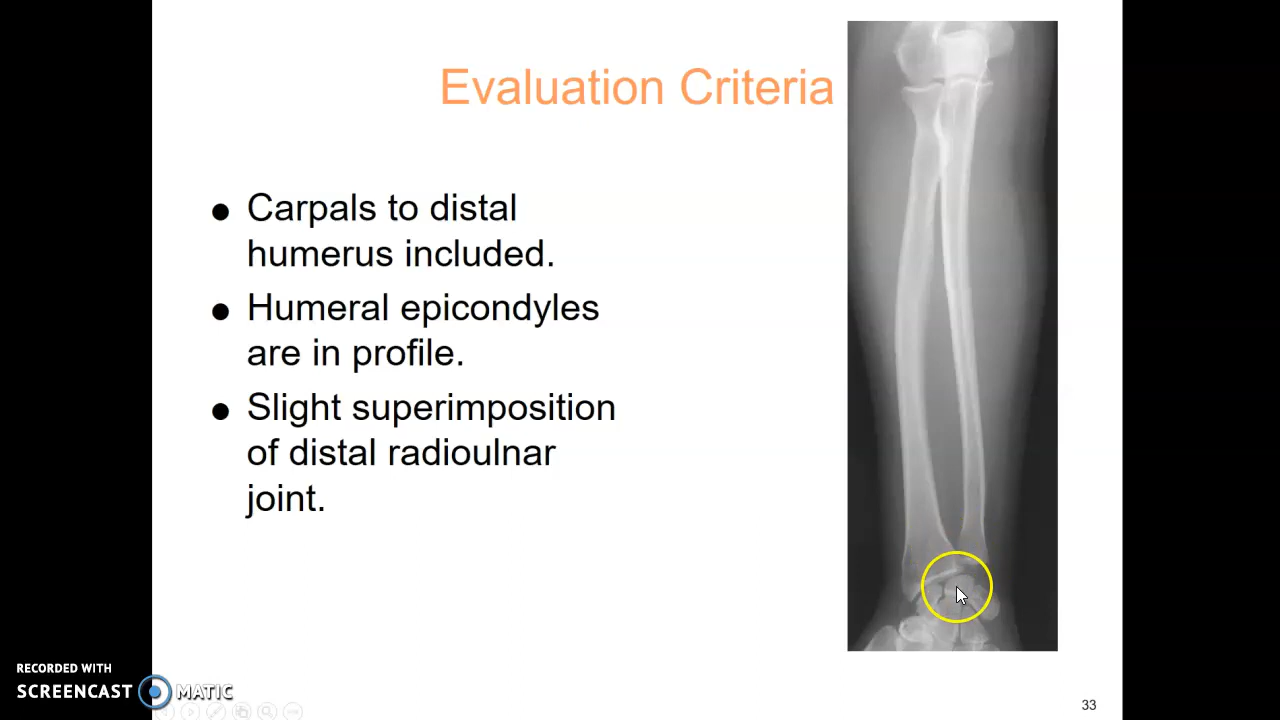 Evaluation Criteria
● Carpals to distal
humerus included.
● Humeral epicondyles
are in profile.
● Slight superimposition
of distal radioulnar
joint.
RECORDED WITH
SCREENCAST MATIC
33